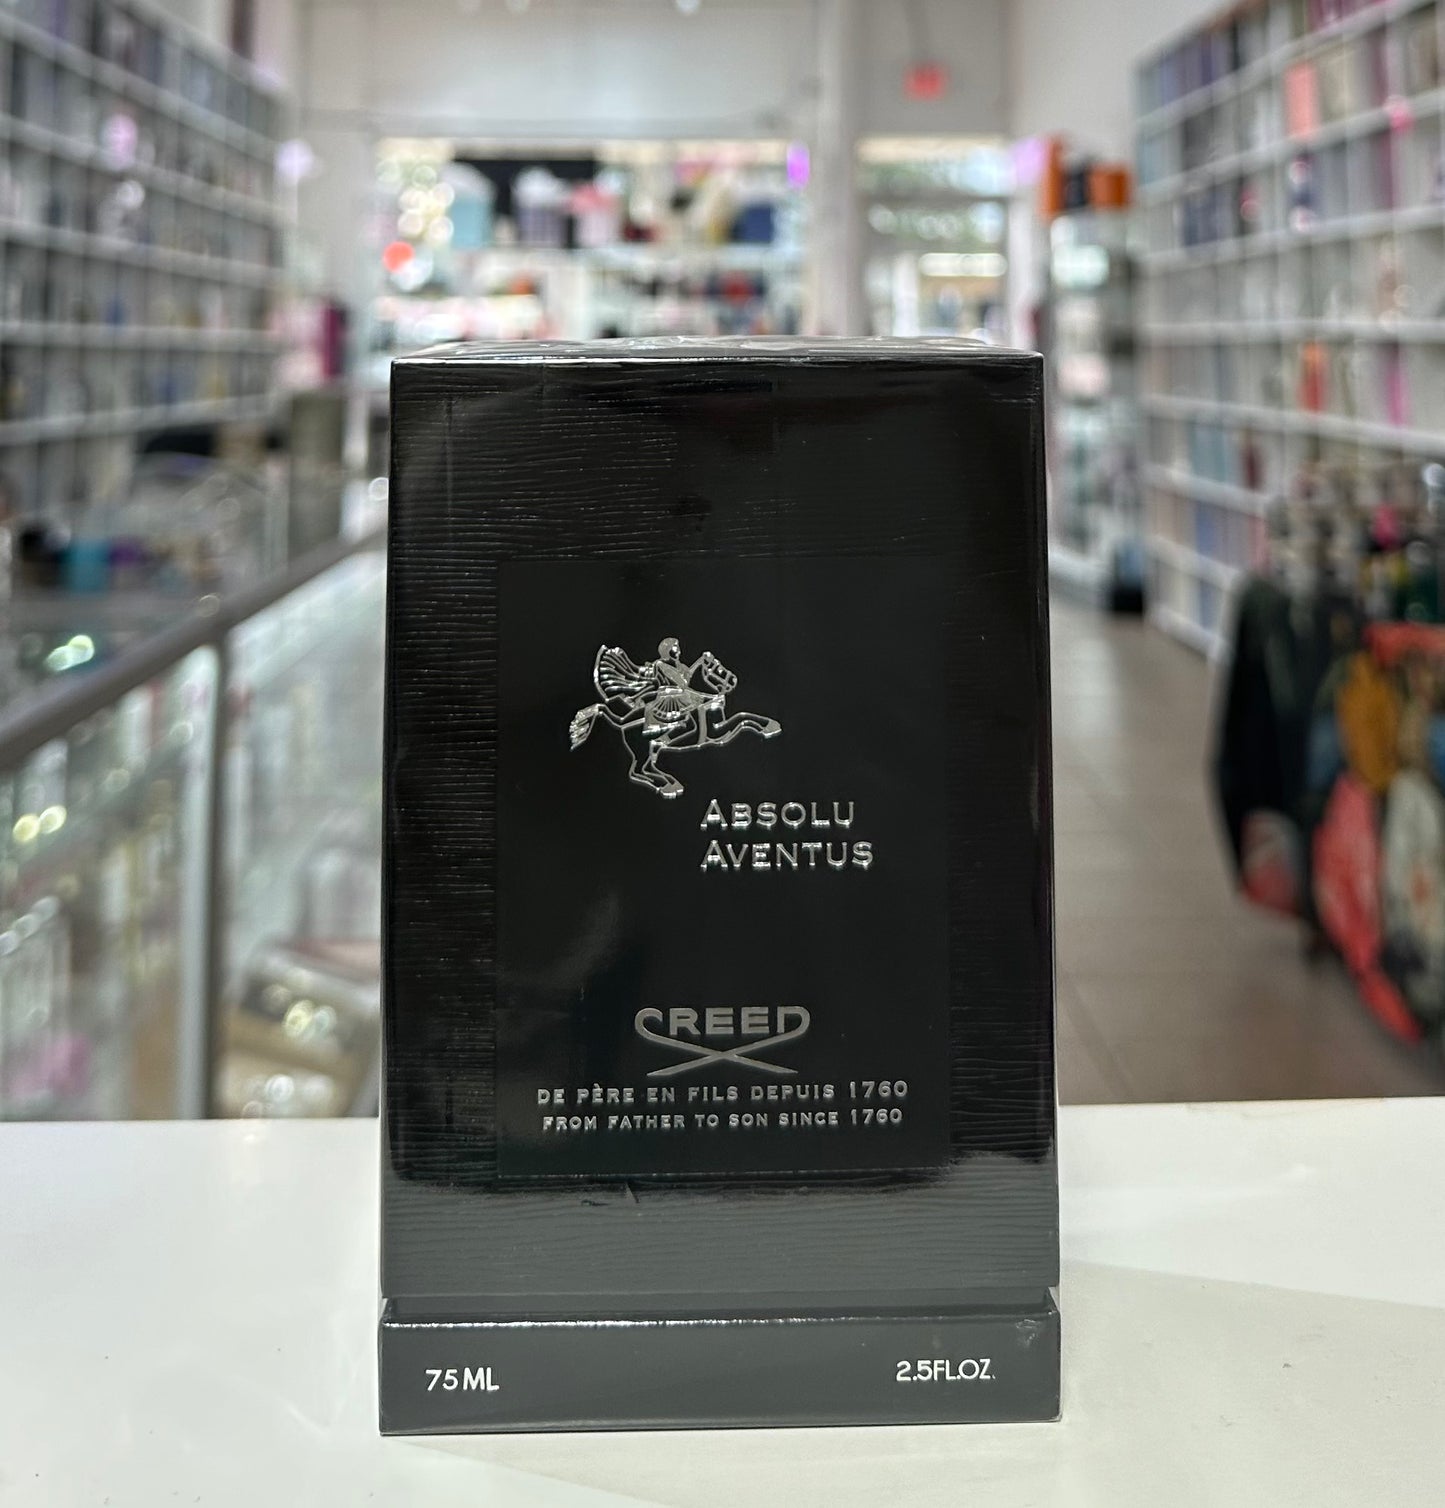 ABSOLU
AVENTUS
CREED
DE PÈRE EN FILS DEPUIS 1760
FROM FATHER TO SON SINCE 1760
75 ML
2.5FL.OZ.